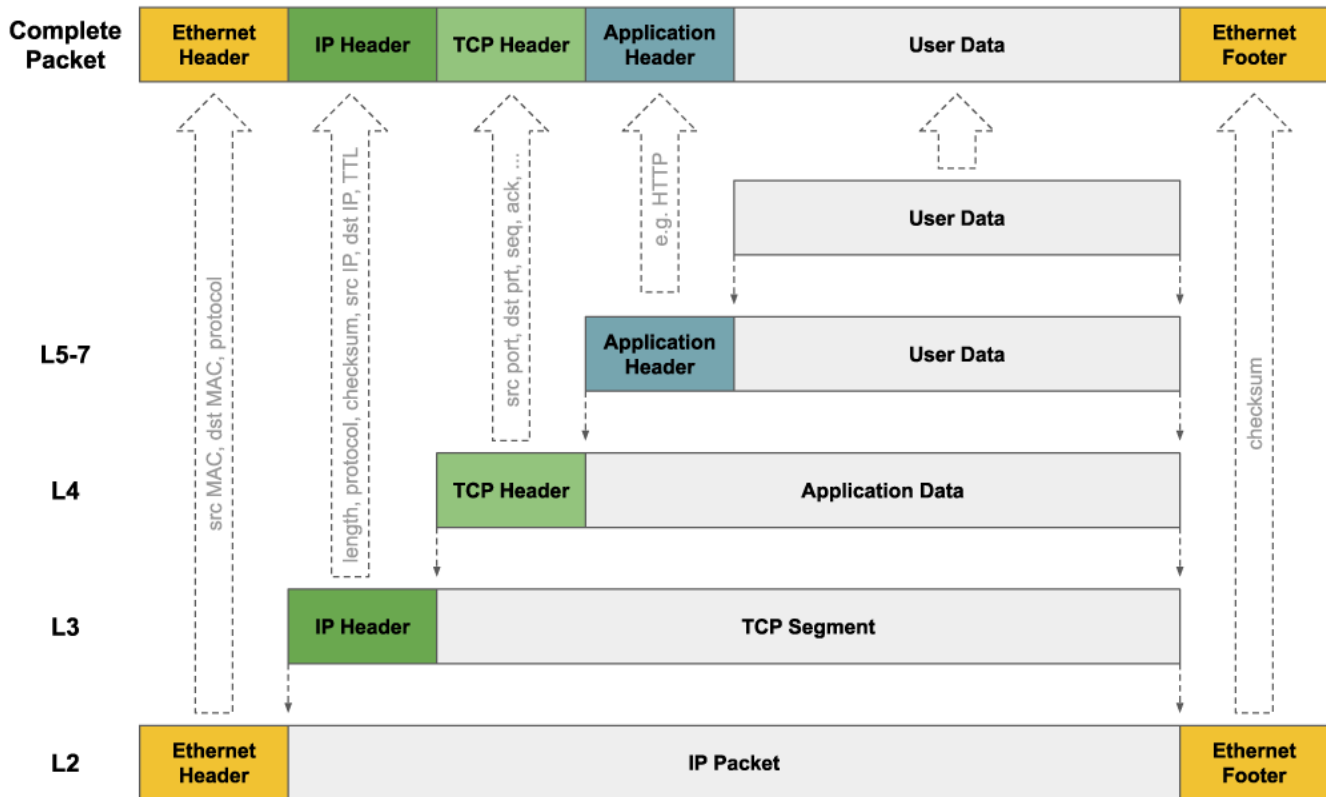 Complete
Packet
Ethernet
Header
IP Header
TCP Header
Application
Header
User Data
Ethernet
Footer
src MAC, dst MAC, protocol
length, protocol, checksum, src IP, dst IP, TTL
src port, dst prt, seq, ack, ...
e.g. HTTP
checksum
User Data
L5-7
Application
Header
User Data
L4
TCP Header
Application Data
L3
IP Header
TCP Segment
L2
Ethernet
Header
IP Packet
Ethernet
Footer